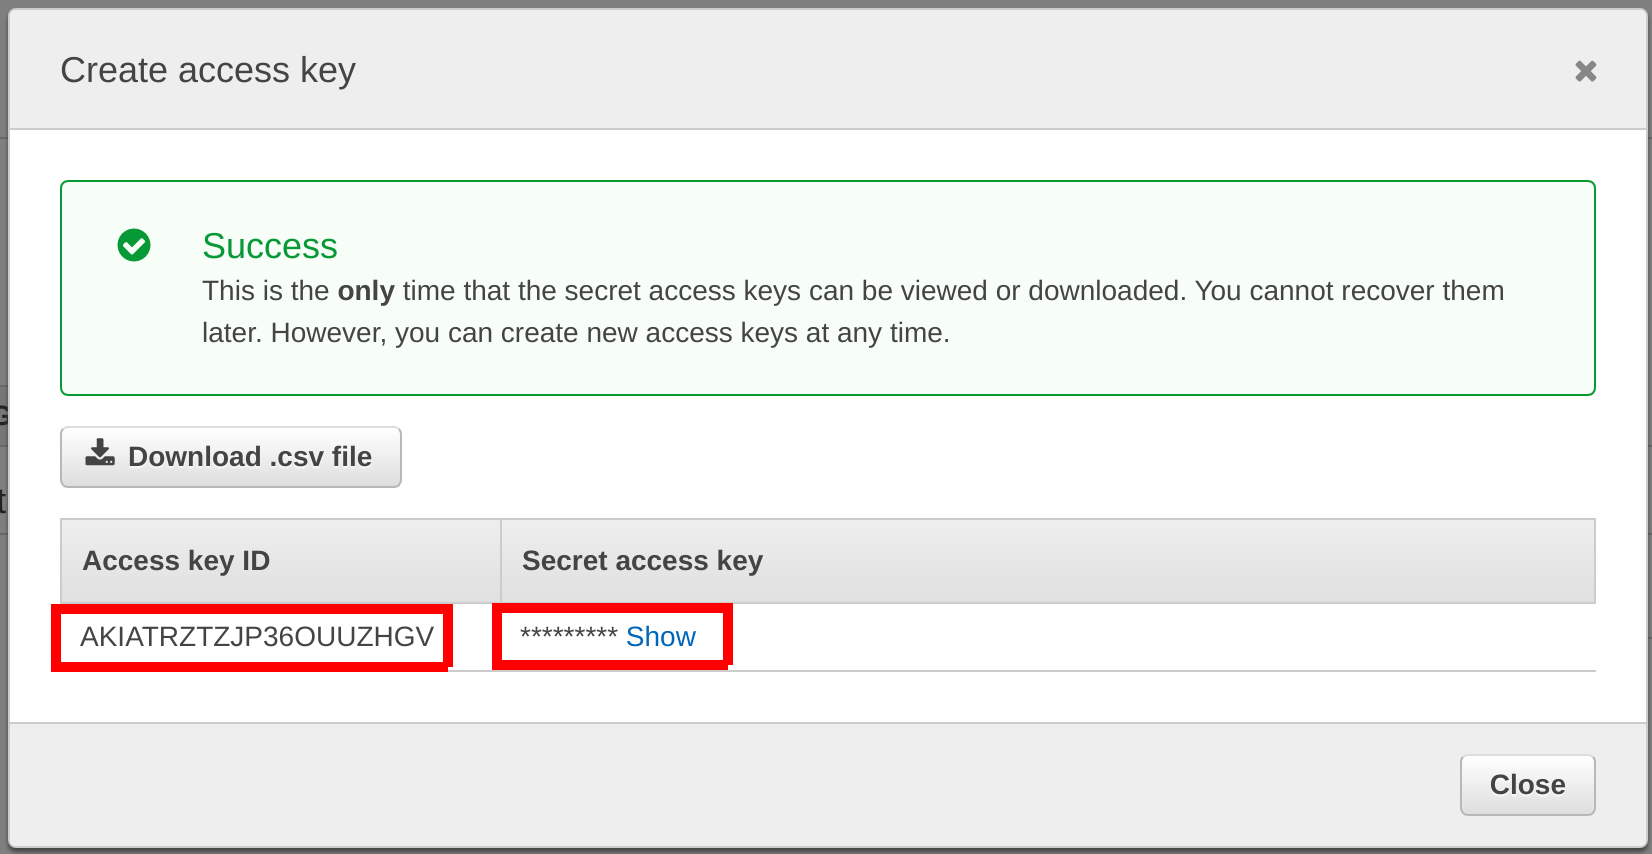 Create access key
Success
This is the only time that the secret access keys can be viewed or downloaded. You cannot recover them
later. However, you can create new access keys at any time.
Download .csv file
Access key ID
Secret access key
AKIATRZTZJP36OUUZHGV
********* Show
Close